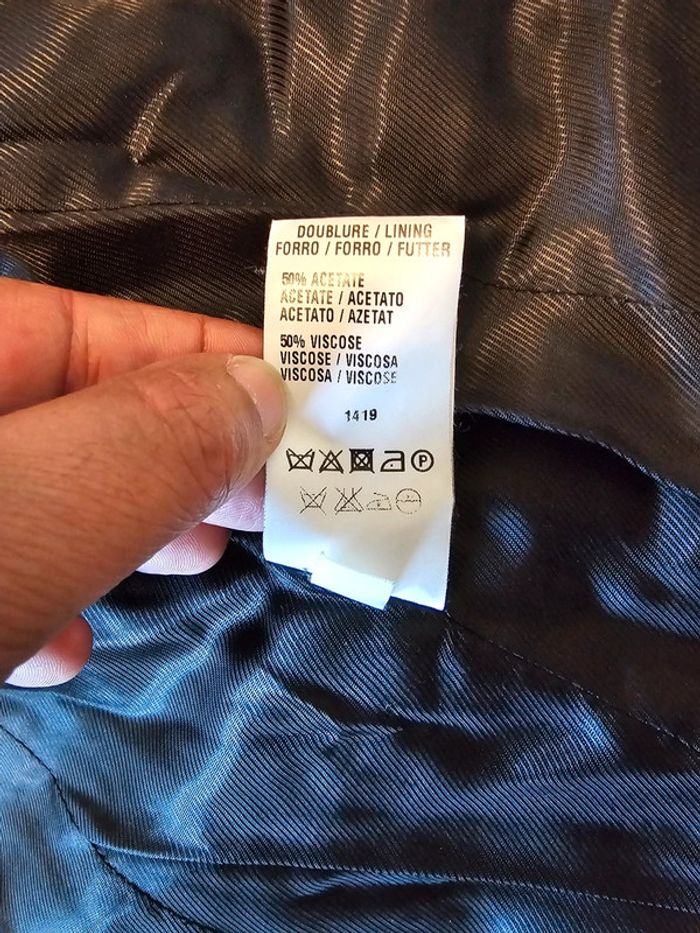 DOUBLURE / LINING
FORRO / FORRO / FUTTER
50% ACETATE
ACETATE / ACETATO
ACETATO / AZETAT
50% VISCOSE
VISCOSE / VISCOSA
VISCOSA / VISCOSE
1419
P